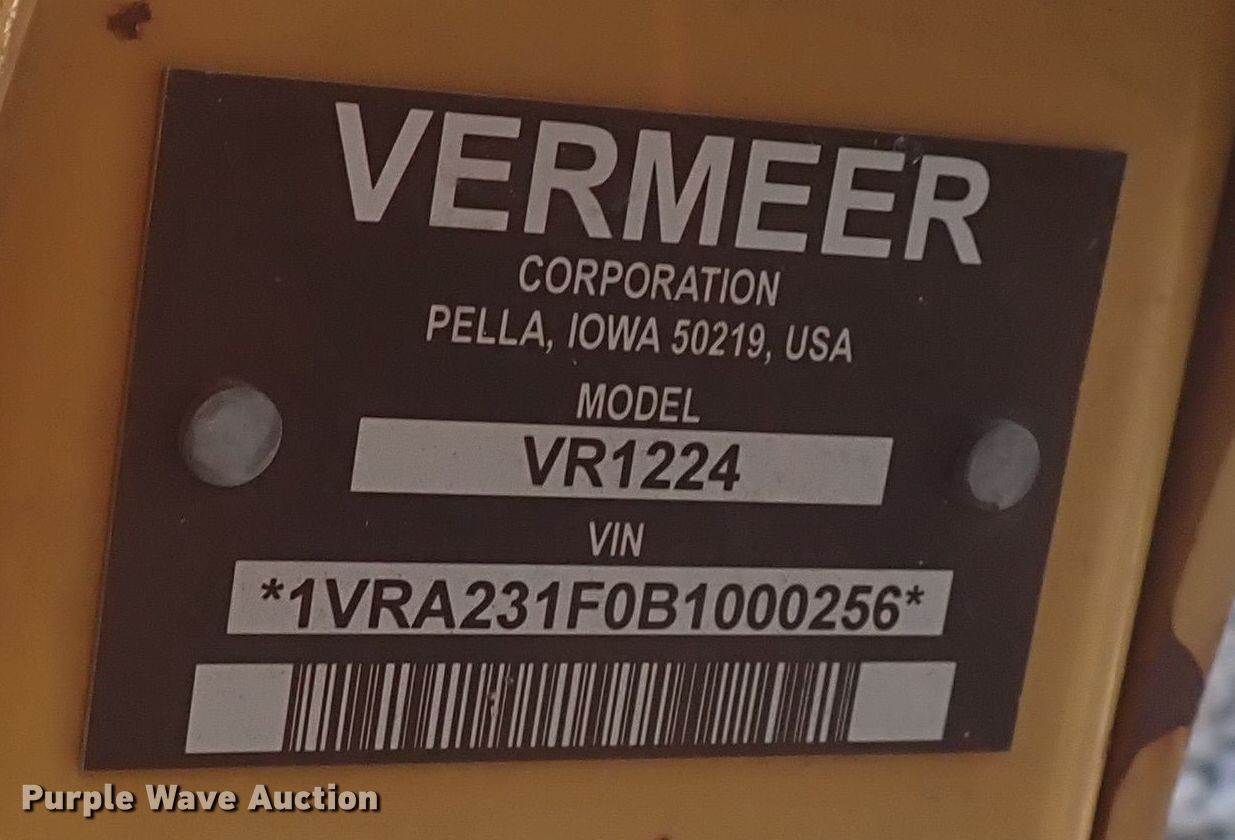 VERMEER
CORPORATION
PELLA, IOWA 50219, USA
MODEL
VR1224
VIN
*1VRA231F0B1000256*
Purple Wave Auction